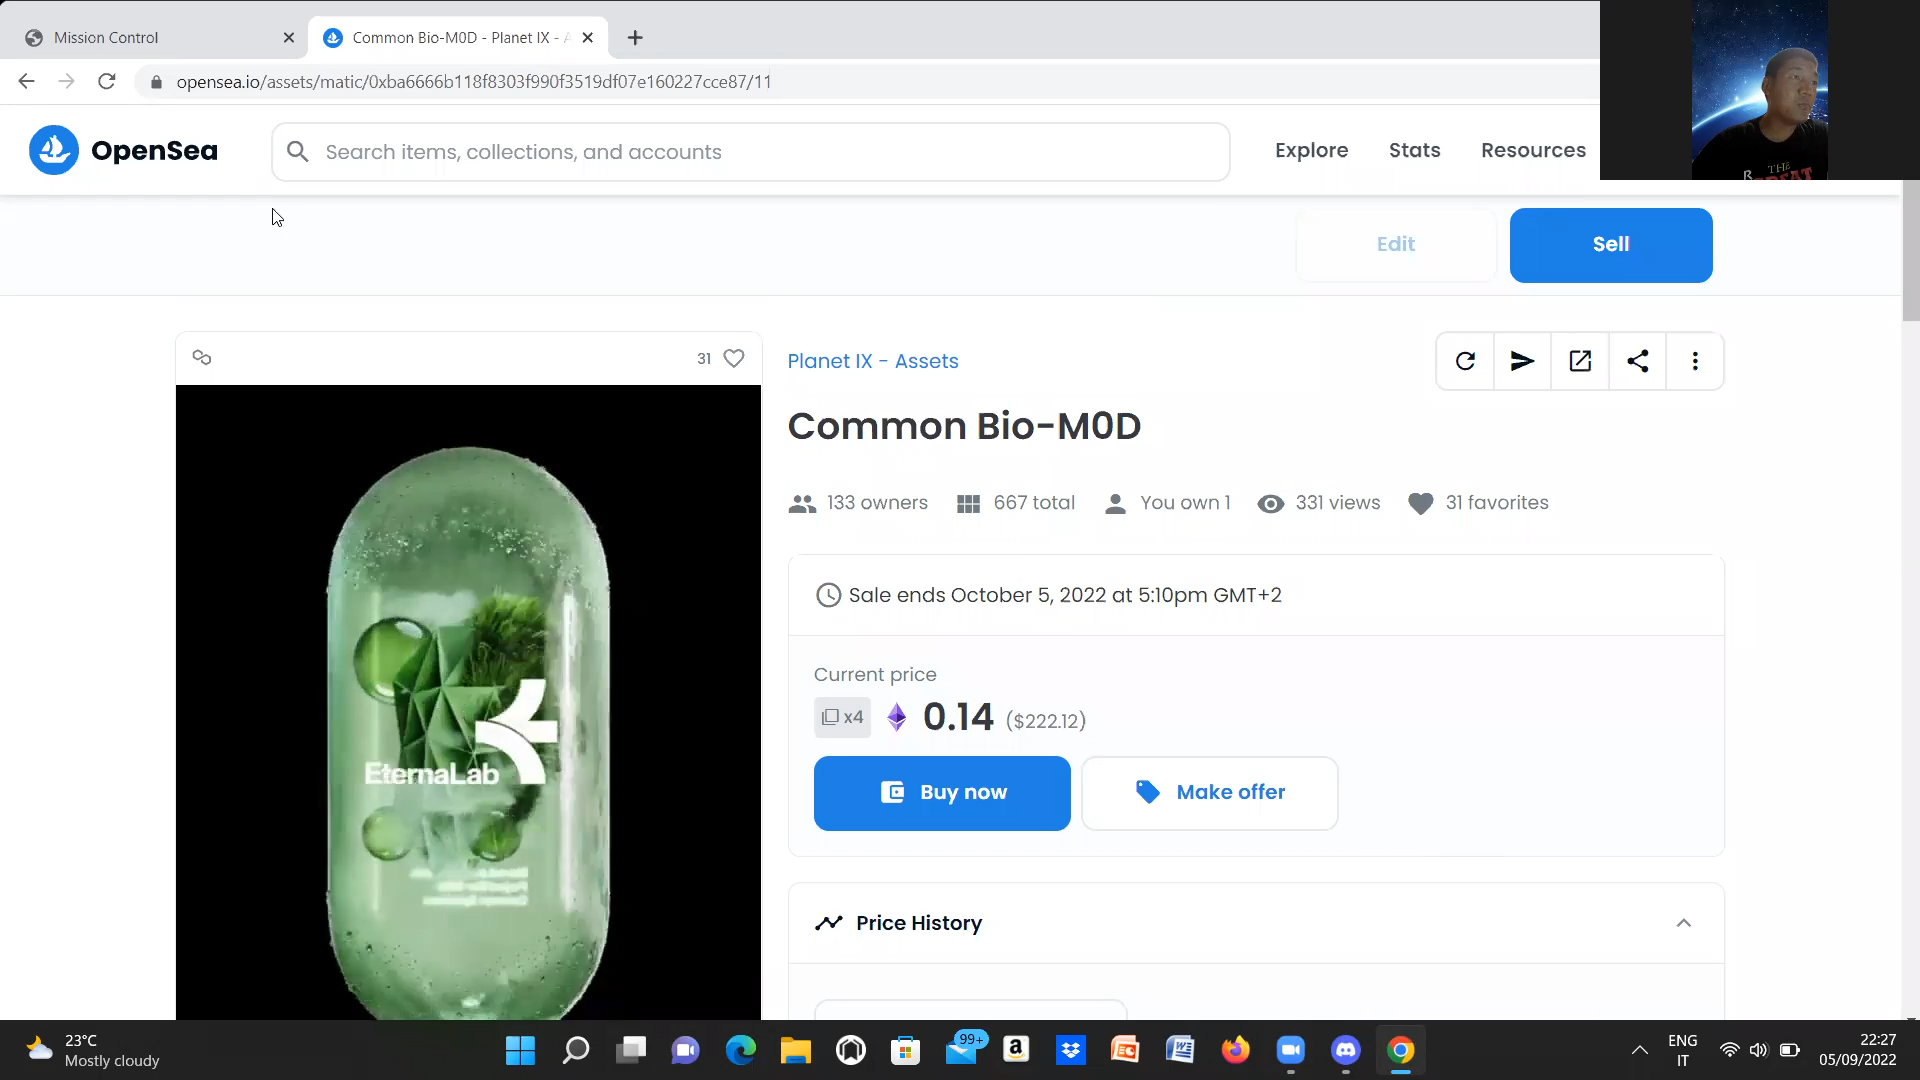 Mission Control
Common Bio-M0D - Planet IX - A
opensea.io/assets/matic/0xba6666b118f8303f990f3519df07e160227cce87/11
OpenSea
Search items, collections, and accounts
Explore
Stats
Resources
THE
Edit
Sell
31
Planet IX - Assets
Common Bio-M0D
133 owners
667 total
You own 1
331 views
31 favorites
Sale ends October 5, 2022 at 5:10pm GMT+2
Current price
x4
0.14 ($222.12)
Buy now
Make offer
EternaLab
Price History
23°C
Mostly cloudy
99+
ENG
IT
22:27
05/09/2022